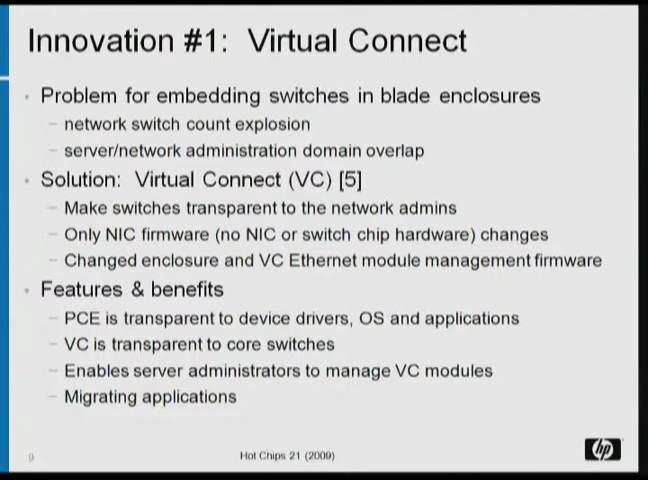 Innovation #1: Virtual Connect
Problem for embedding switches in blade enclosures
network switch count explosion
server/network administration domain overlap
Solution: Virtual Connect (VC) [5]
Make switches transparent to the network admins
Only NIC firmware (no NIC or switch chip hardware) changes
Changed enclosure and VC Ethernet module management firmware
Features & benefits
PCE is transparent to device drivers, OS and applications
VC is transparent to core switches
Enables server administrators to manage VC modules
Migrating applications
9
Hot Chips 21 (2009)
hp